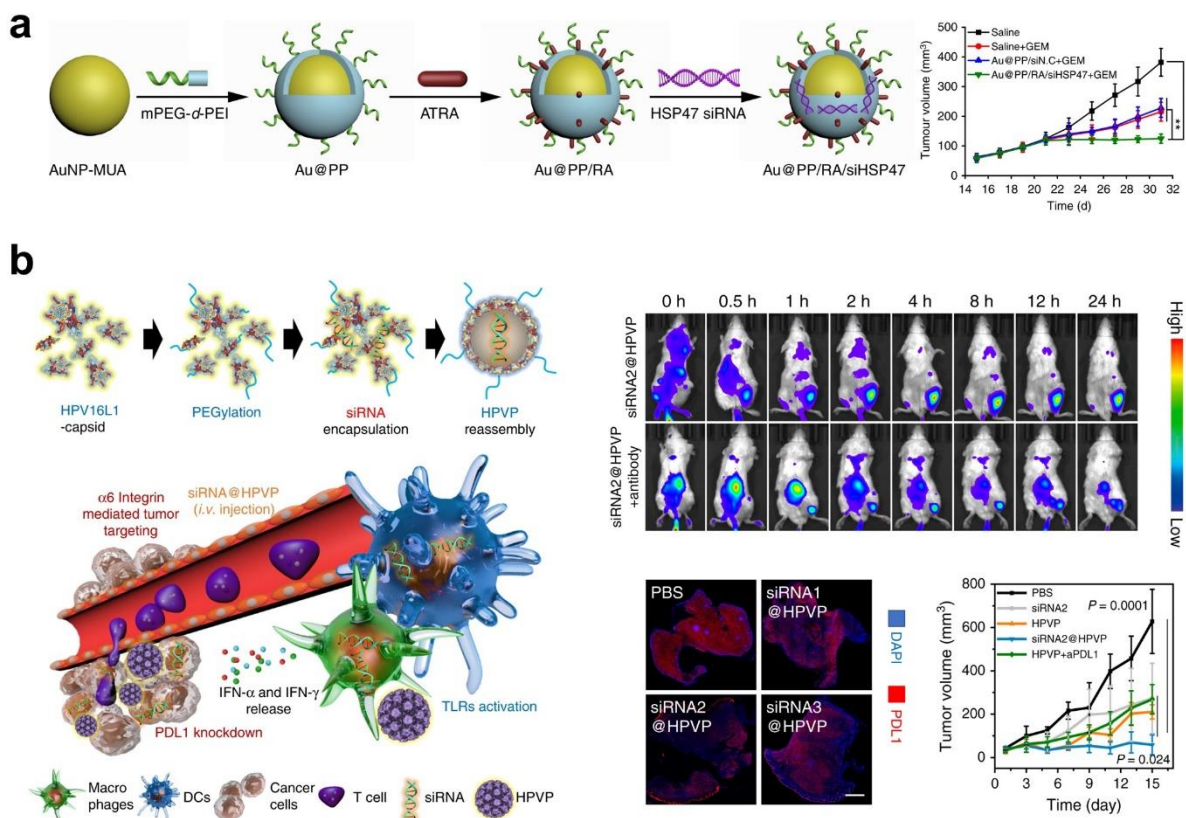 a
mPEG-d-PEI
ATRA
HSP47 siRNA
AuNP-MUA
Au@PP
Au@PP/RA
Au@PP/RA/siHSP47
Saline
Saline+GEM
Au@PP/siN.C+GEM
Au@PP/RA/siHSP47+GEM
**
Tumour volume (mm³)
500
400
300
200
100
0
14 16 18 20 22 24 26 28 30 32
Time (d)
b
HPV16L1
-capsid
PEGylation
siRNA
encapsulation
HPVP
reassembly
α6 Integrin
mediated tumor
targeting
siRNA@HPVP
(i.v. injection)
IFN-α and IFN-γ
release
TLRs activation
PDL1 knockdown
Macro
phages
DCs
Cancer
cells
T cell
siRNA
HPVP
0 h 0.5 h 1 h 2 h 4 h 8 h 12 h 24 h
siRNA2@HPVP
siRNA2@HPVP
+antibody
High
Low
PBS
siRNA1
@HPVP
siRNA2
@HPVP
siRNA3
@HPVP
DAPI
PDL1
Tumor volume (mm³)
800
600
400
200
0
PBS
siRNA2
HPVP
siRNA2@HPVP
HPVP+aPDL1
P = 0.0001
P = 0.024
0 3 6 9 12 15
Time (day)